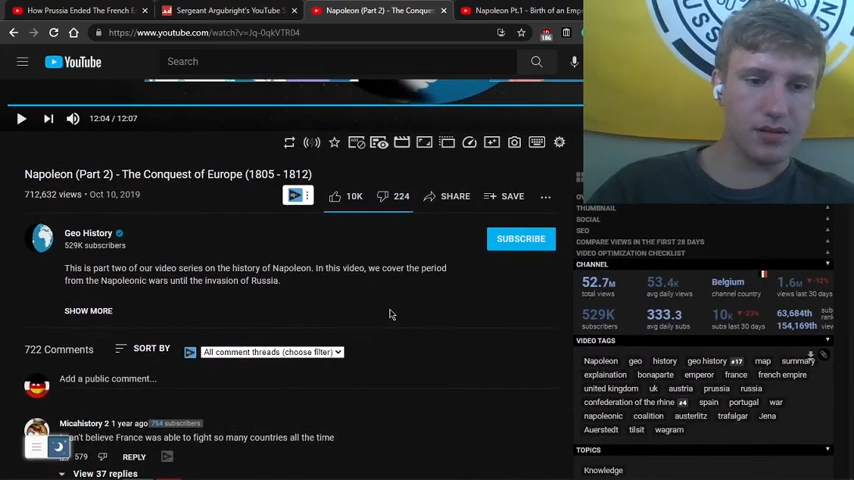 How Prussia Ended The French E
Sergeant Argubright's YouTube S
Napoleon (Part 2) - The Conques
Napoleon Pt.1 - Birth of an Emp
https://www.youtube.com/watch?v=Jq-0qkVTR04
186
YouTube
Search
12:04 / 12:07
Napoleon (Part 2) - The Conquest of Europe (1805 - 1812)
712,632 views • Oct 10, 2019
10K
224
SHARE
SAVE
Geo History
529K subscribers
SUBSCRIBE
This is part two of our video series on the history of Napoleon. In this video, we cover the period
from the Napoleonic wars until the invasion of Russia.
SHOW MORE
722 Comments
SORT BY
All comment threads (choose filter)
Add a public comment...
Micahistory 2 1 year ago 754 subscribers
can't believe France was able to fight so many countries all the time
579
REPLY
View 37 replies
THUMBNAIL
SOCIAL
SEO
COMPARE VIEWS IN THE FIRST 28 DAYS
VIDEO OPTIMIZATION CHECKLIST
CHANNEL
52.7m
53.4k
Belgium
1.6m -12%
total views
avg daily views
channel country
views last 30 days
529K
333.3
10K -23%
63,684th
154,169th
subscribers
avg daily subs
subs last 30 days
VIDEO TAGS
Napoleon geo history geo history #17 map summary
explaination bonaparte emperor france french empire
united kingdom uk austria prussia russia
confederation of the rhine #4 spain portugal war
napoleonic coalition austerlitz trafalgar Jena
Auerstedt tilsit wagram
TOPICS
Knowledge